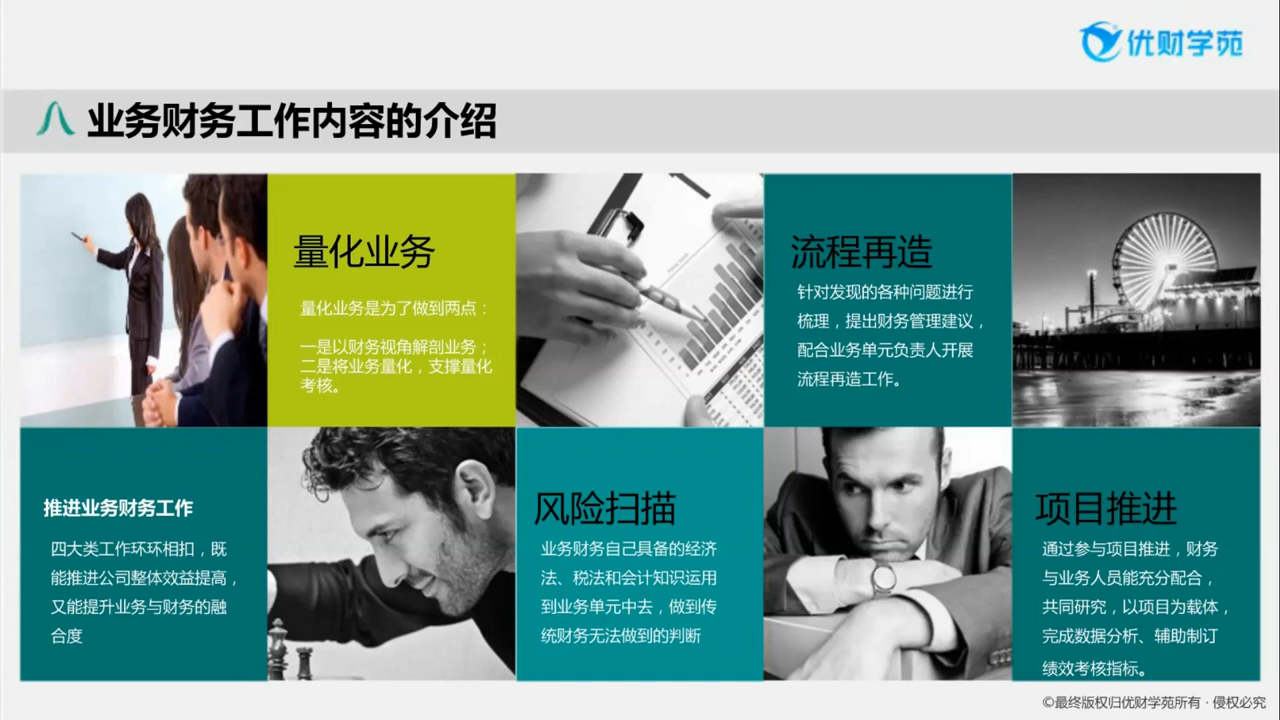 优财学苑
业务财务工作内容的介绍
量化业务
量化业务是为了做到两点：
一是以财务视角解剖业务；
二是将业务量化，支撑量化
考核。
流程再造
针对发现的各种问题进行
梳理，提出财务管理建议，
配合业务单元负责人开展
流程再造工作。
推进业务财务工作
四大类工作环环相扣，既
能推进公司整体效益提高，
又能提升业务与财务的融
合度
风险扫描
业务财务自己具备的经济
法、税法和会计知识运用
到业务单元中去，做到传
统财务无法做到的判断
项目推进
通过参与项目推进，财务
与业务人员能充分配合，
共同研究，以项目为载体，
完成数据分析、辅助制订
绩效考核指标。
©最终版权归优财学苑所有 · 侵权必究